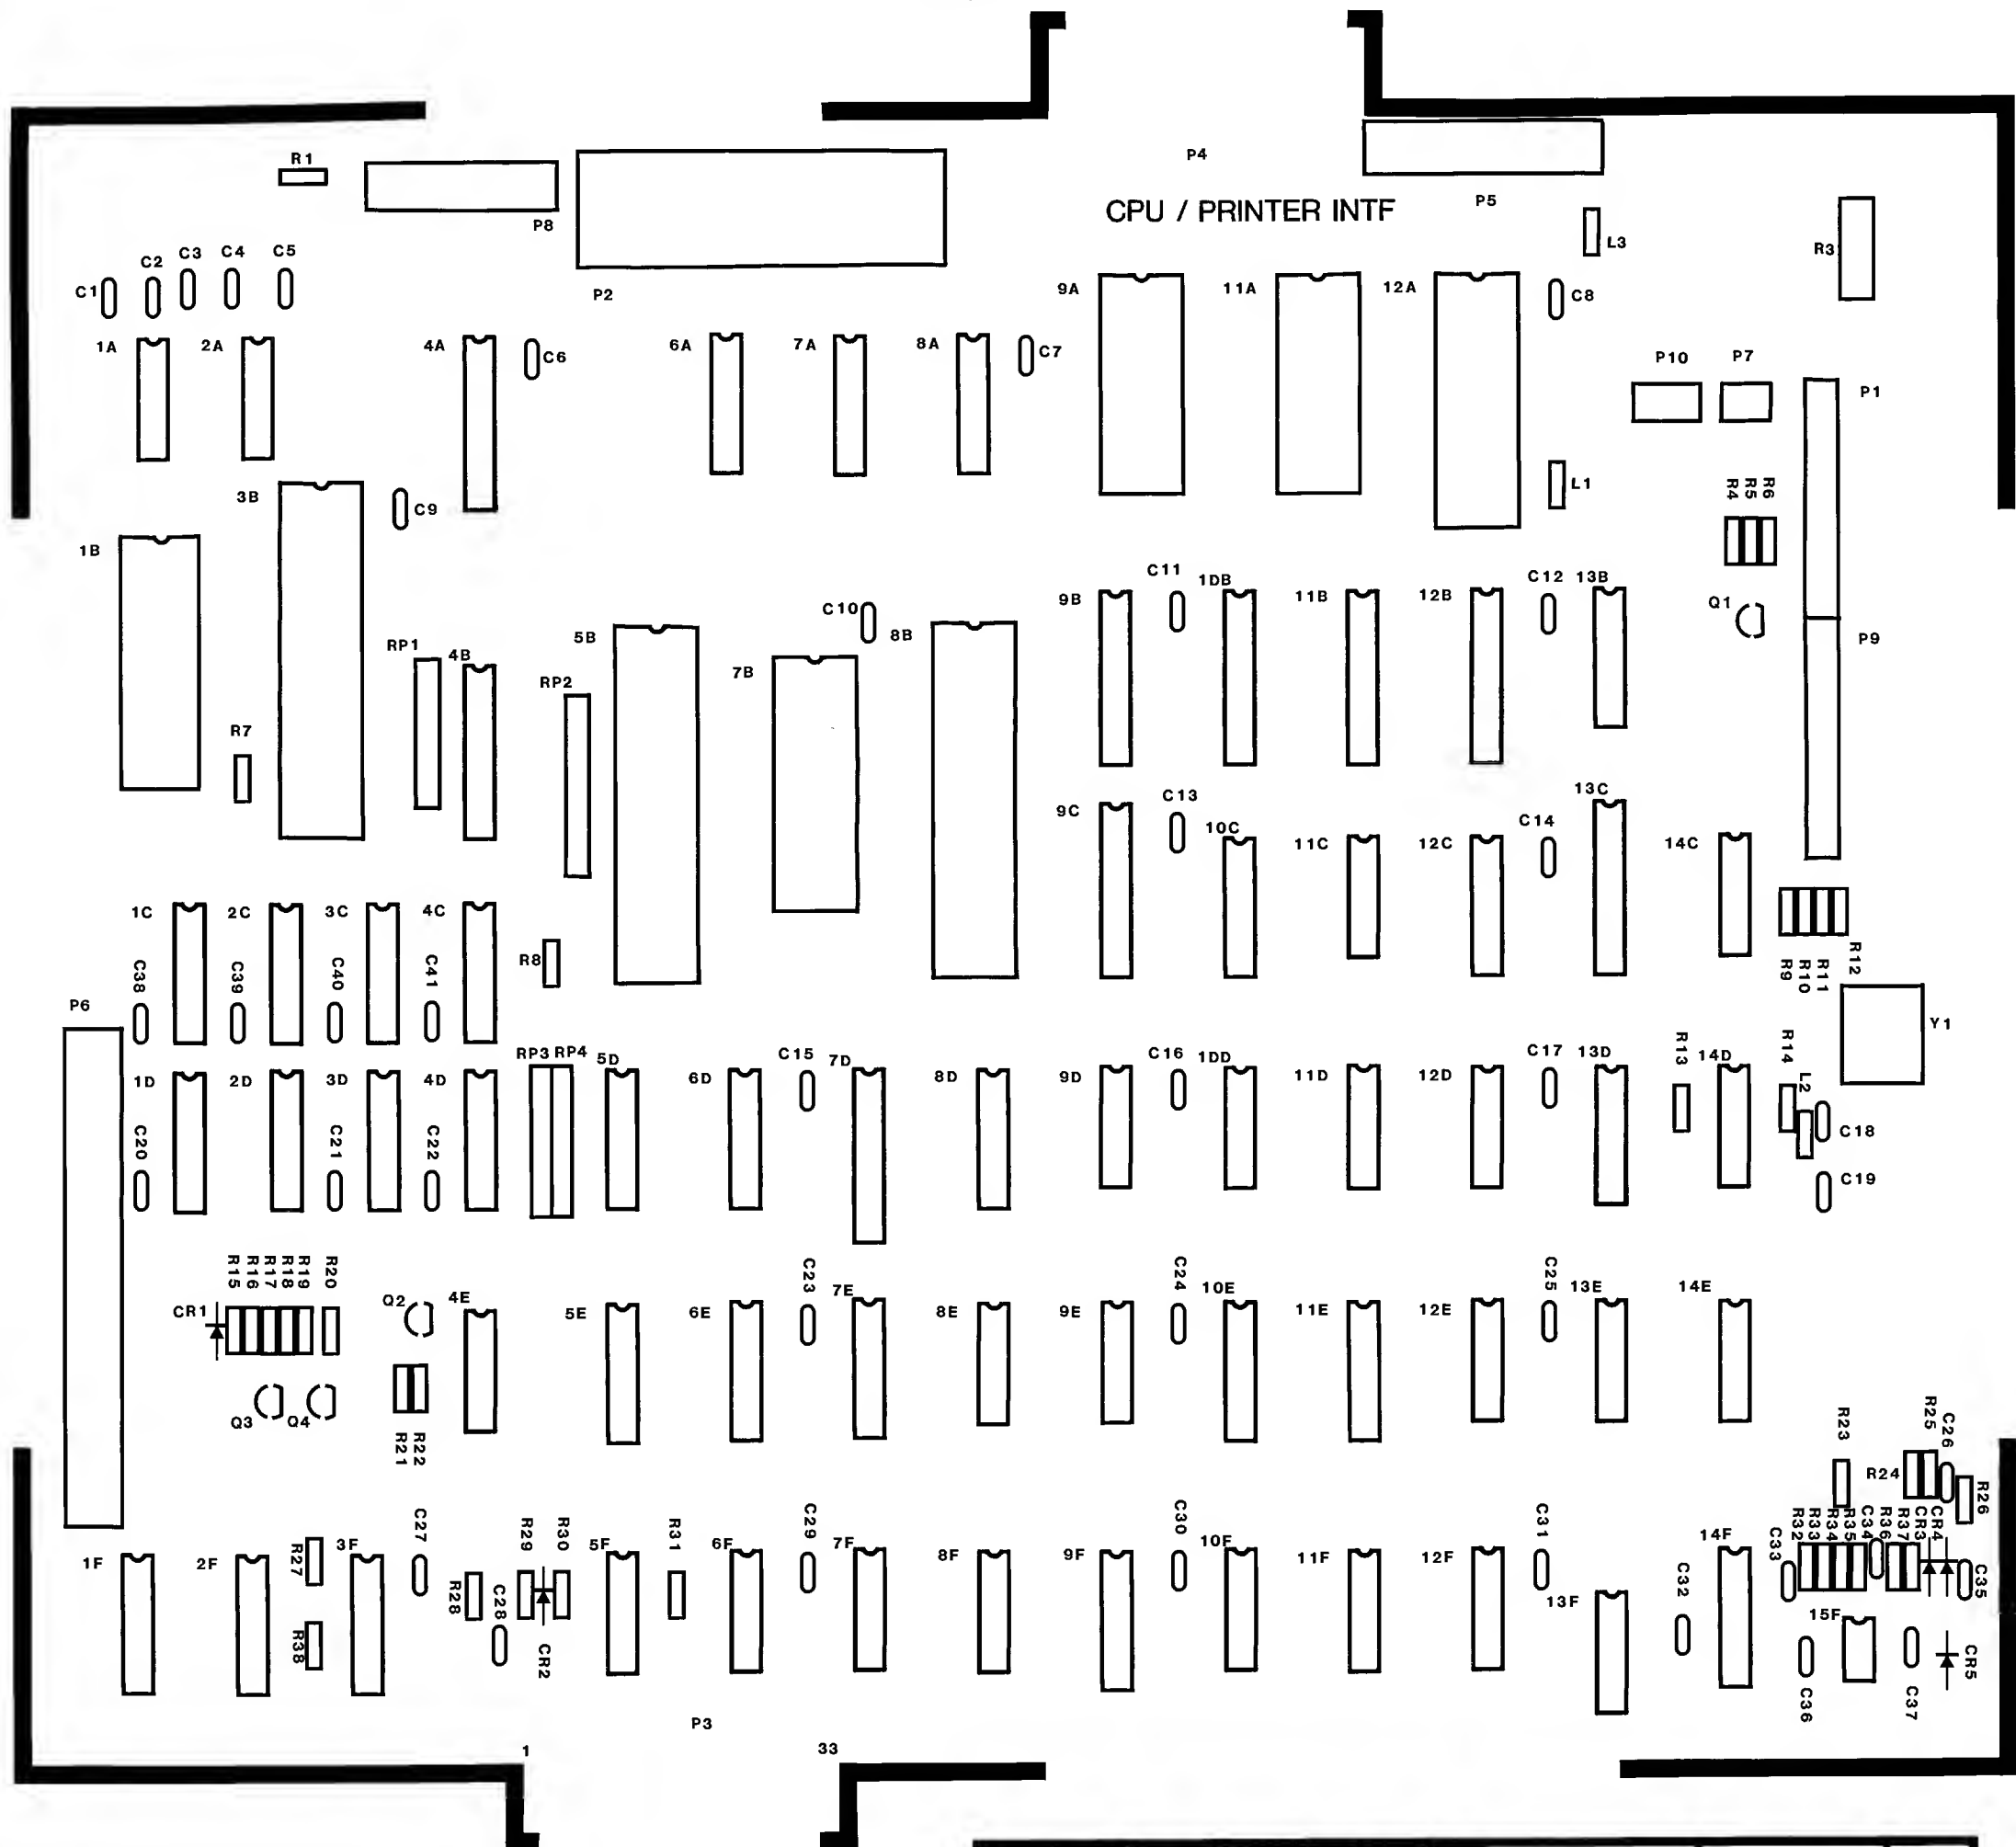 R1
P8
P2
P4
P5
CPU / PRINTER INTF
L3
R3
C1
C2
C3
C4
C5
1A
2A
4A
C6
6A
7A
8A
C7
9A
11A
12A
C8
P10
P7
P1
3B
C9
L1
R4
R5
R6
1B
C10
5B
7B
8B
9B
C11
1DB
11B
12B
C12
13B
Q1
P9
RP1
4B
RP2
R7
9C
C13
10C
11C
12C
C14
13C
14C
1C
2C
3C
4C
R8
C38
C39
C40
C41
R9
R10
R11
R12
P6
Y1
1D
2D
3D
4D
RP3
RP4
5D
6D
C15
7D
8D
9D
C16
1DD
11D
12D
C17
13D
R13
14D
R14
L2
C18
C19
C20
C21
C22
R15
R16
R17
R18
R19
R20
CR1
Q2
4E
5E
6E
C23
7E
8E
9E
C24
10E
11E
12E
C25
13E
14E
Q3
Q4
R21
R22
R23
R24
R25
C26
R26
1F
2F
R27
3F
C27
R28
C28
R29
R30
5F
R31
6F
C29
7F
8F
9F
C30
10F
11F
12F
C31
13F
C32
14F
C33
R32
R33
R34
R35
C34
R36
R37
CR3
CR4
C35
R38
CR2
15F
C36
C37
CR5
P3
1
33